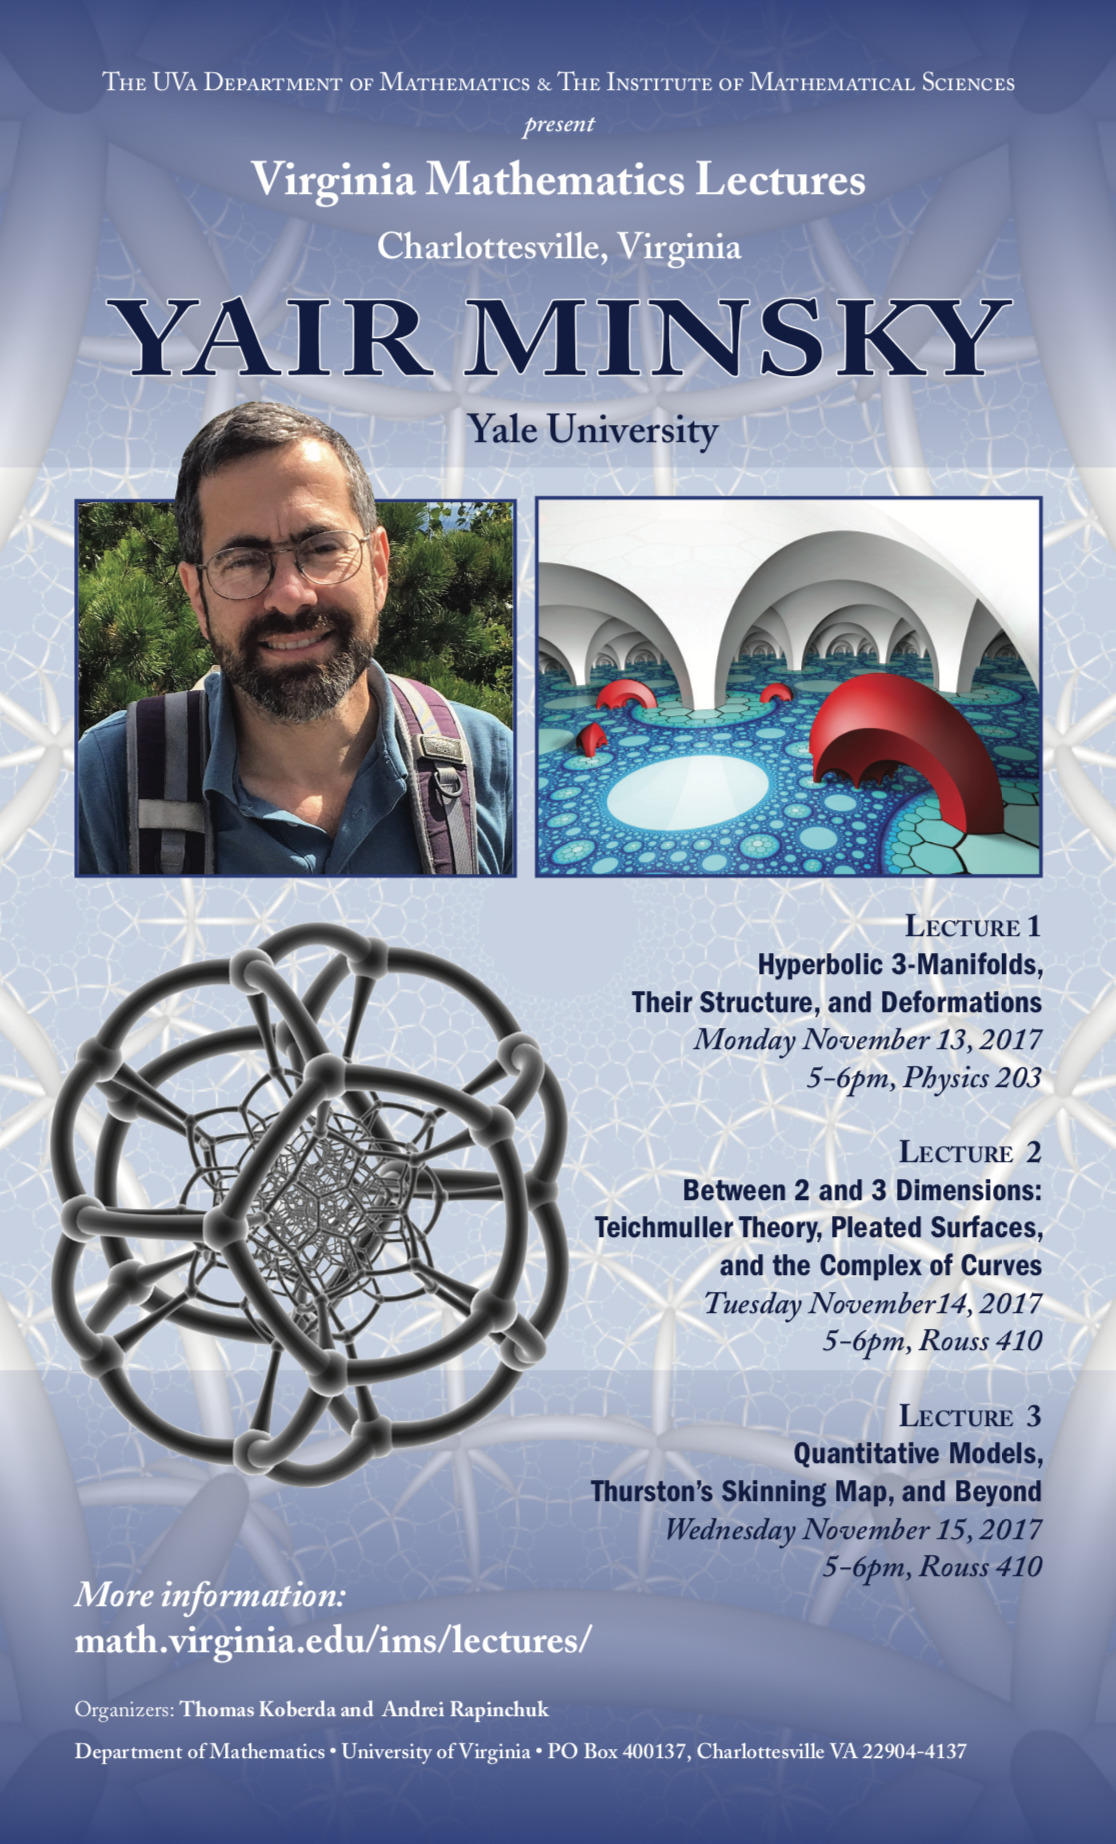 The UVa Department of Mathematics & The Institute of Mathematical Sciences
present
Virginia Mathematics Lectures
Charlottesville, Virginia
YAIR MINSKY
Yale University
Lecture 1
Hyperbolic 3-Manifolds,
Their Structure, and Deformations
Monday November 13, 2017
5-6pm, Physics 203
Lecture 2
Between 2 and 3 Dimensions:
Teichmuller Theory, Pleated Surfaces,
and the Complex of Curves
Tuesday November14, 2017
5-6pm, Rouss 410
Lecture 3
Quantitative Models,
Thurston's Skinning Map, and Beyond
Wednesday November 15, 2017
5-6pm, Rouss 410
More information:
math.virginia.edu/ims/lectures/
Organizers: Thomas Koberda and Andrei Rapinchuk
Department of Mathematics • University of Virginia • PO Box 400137, Charlottesville VA 22904-4137